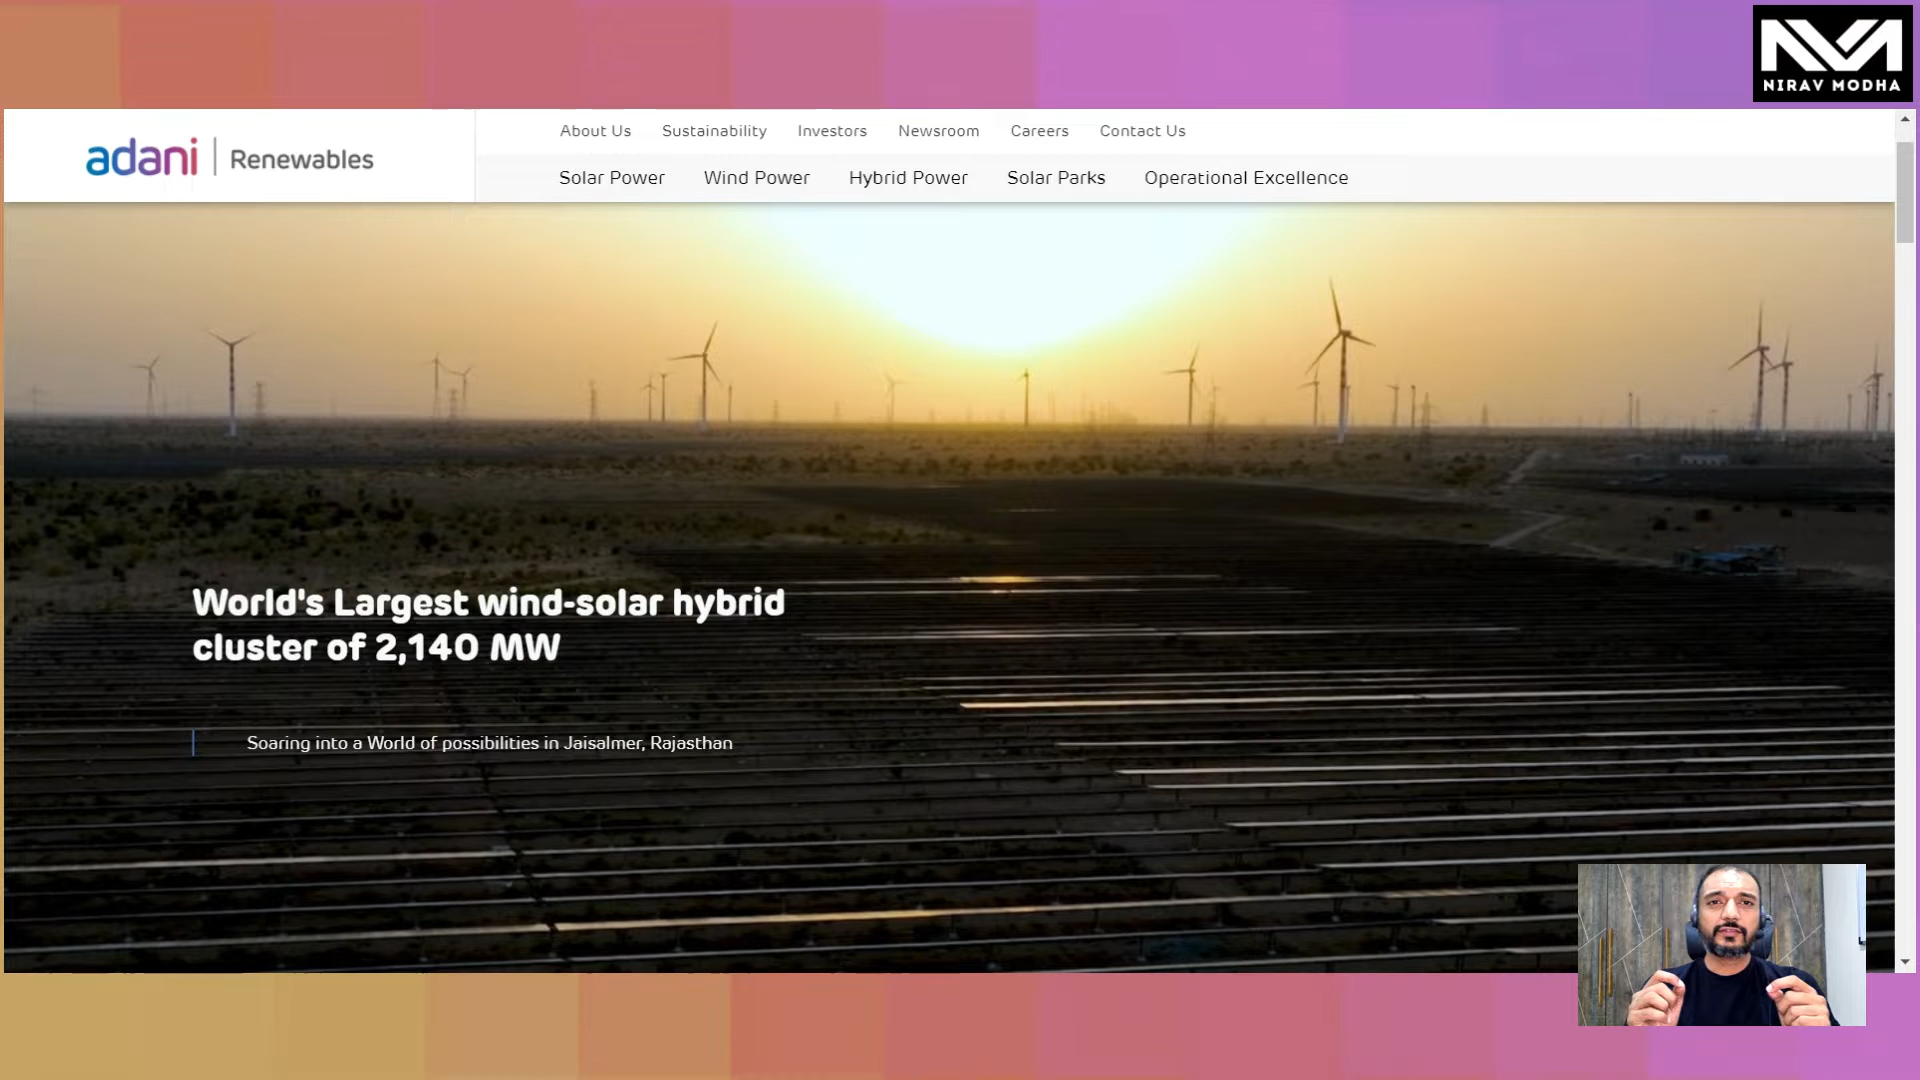 NIRAV MODHA
adani | Renewables
About Us Sustainability Investors Newsroom Careers Contact Us
Solar Power Wind Power Hybrid Power Solar Parks Operational Excellence
World's Largest wind-solar hybrid
cluster of 2,140 MW
Soaring into a World of possibilities in Jaisalmer, Rajasthan